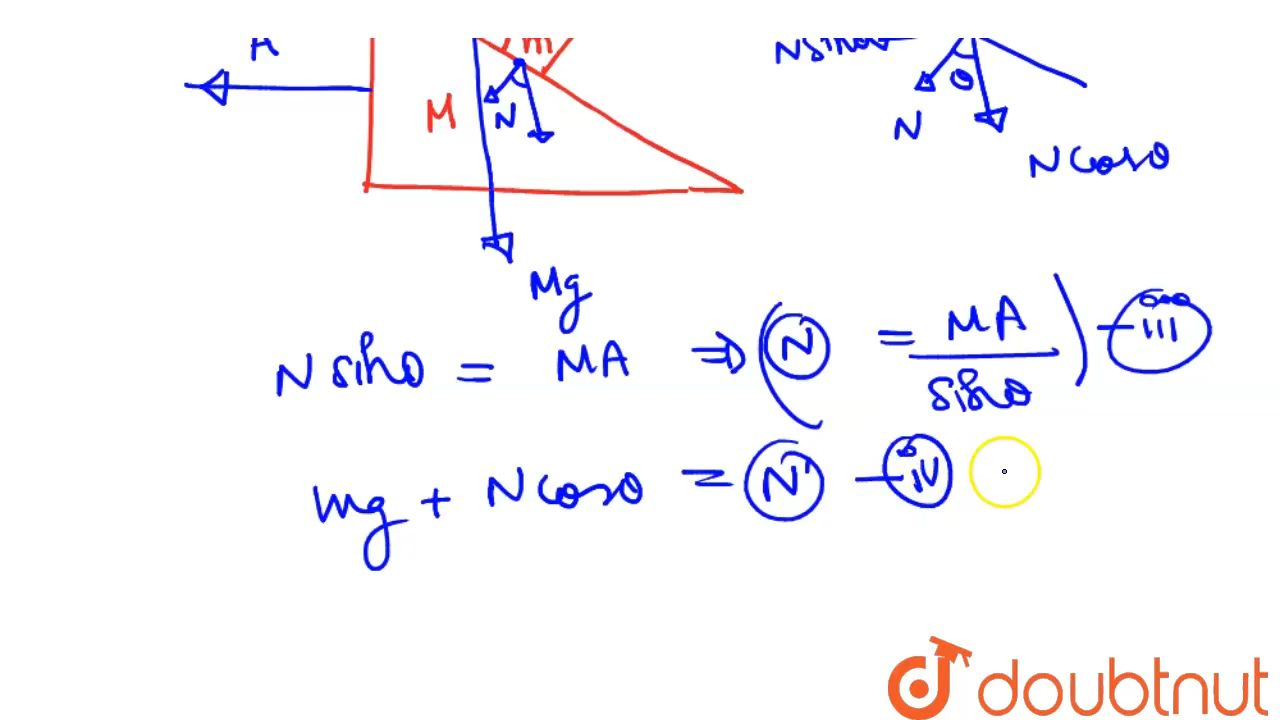 A
m
N sinθ
M
N
θ
N
N cosθ
Mg
N sinθ = MA ⇒ (N = MA / sinθ) - iii
mg + N cosθ = N' - iv
doubtnut